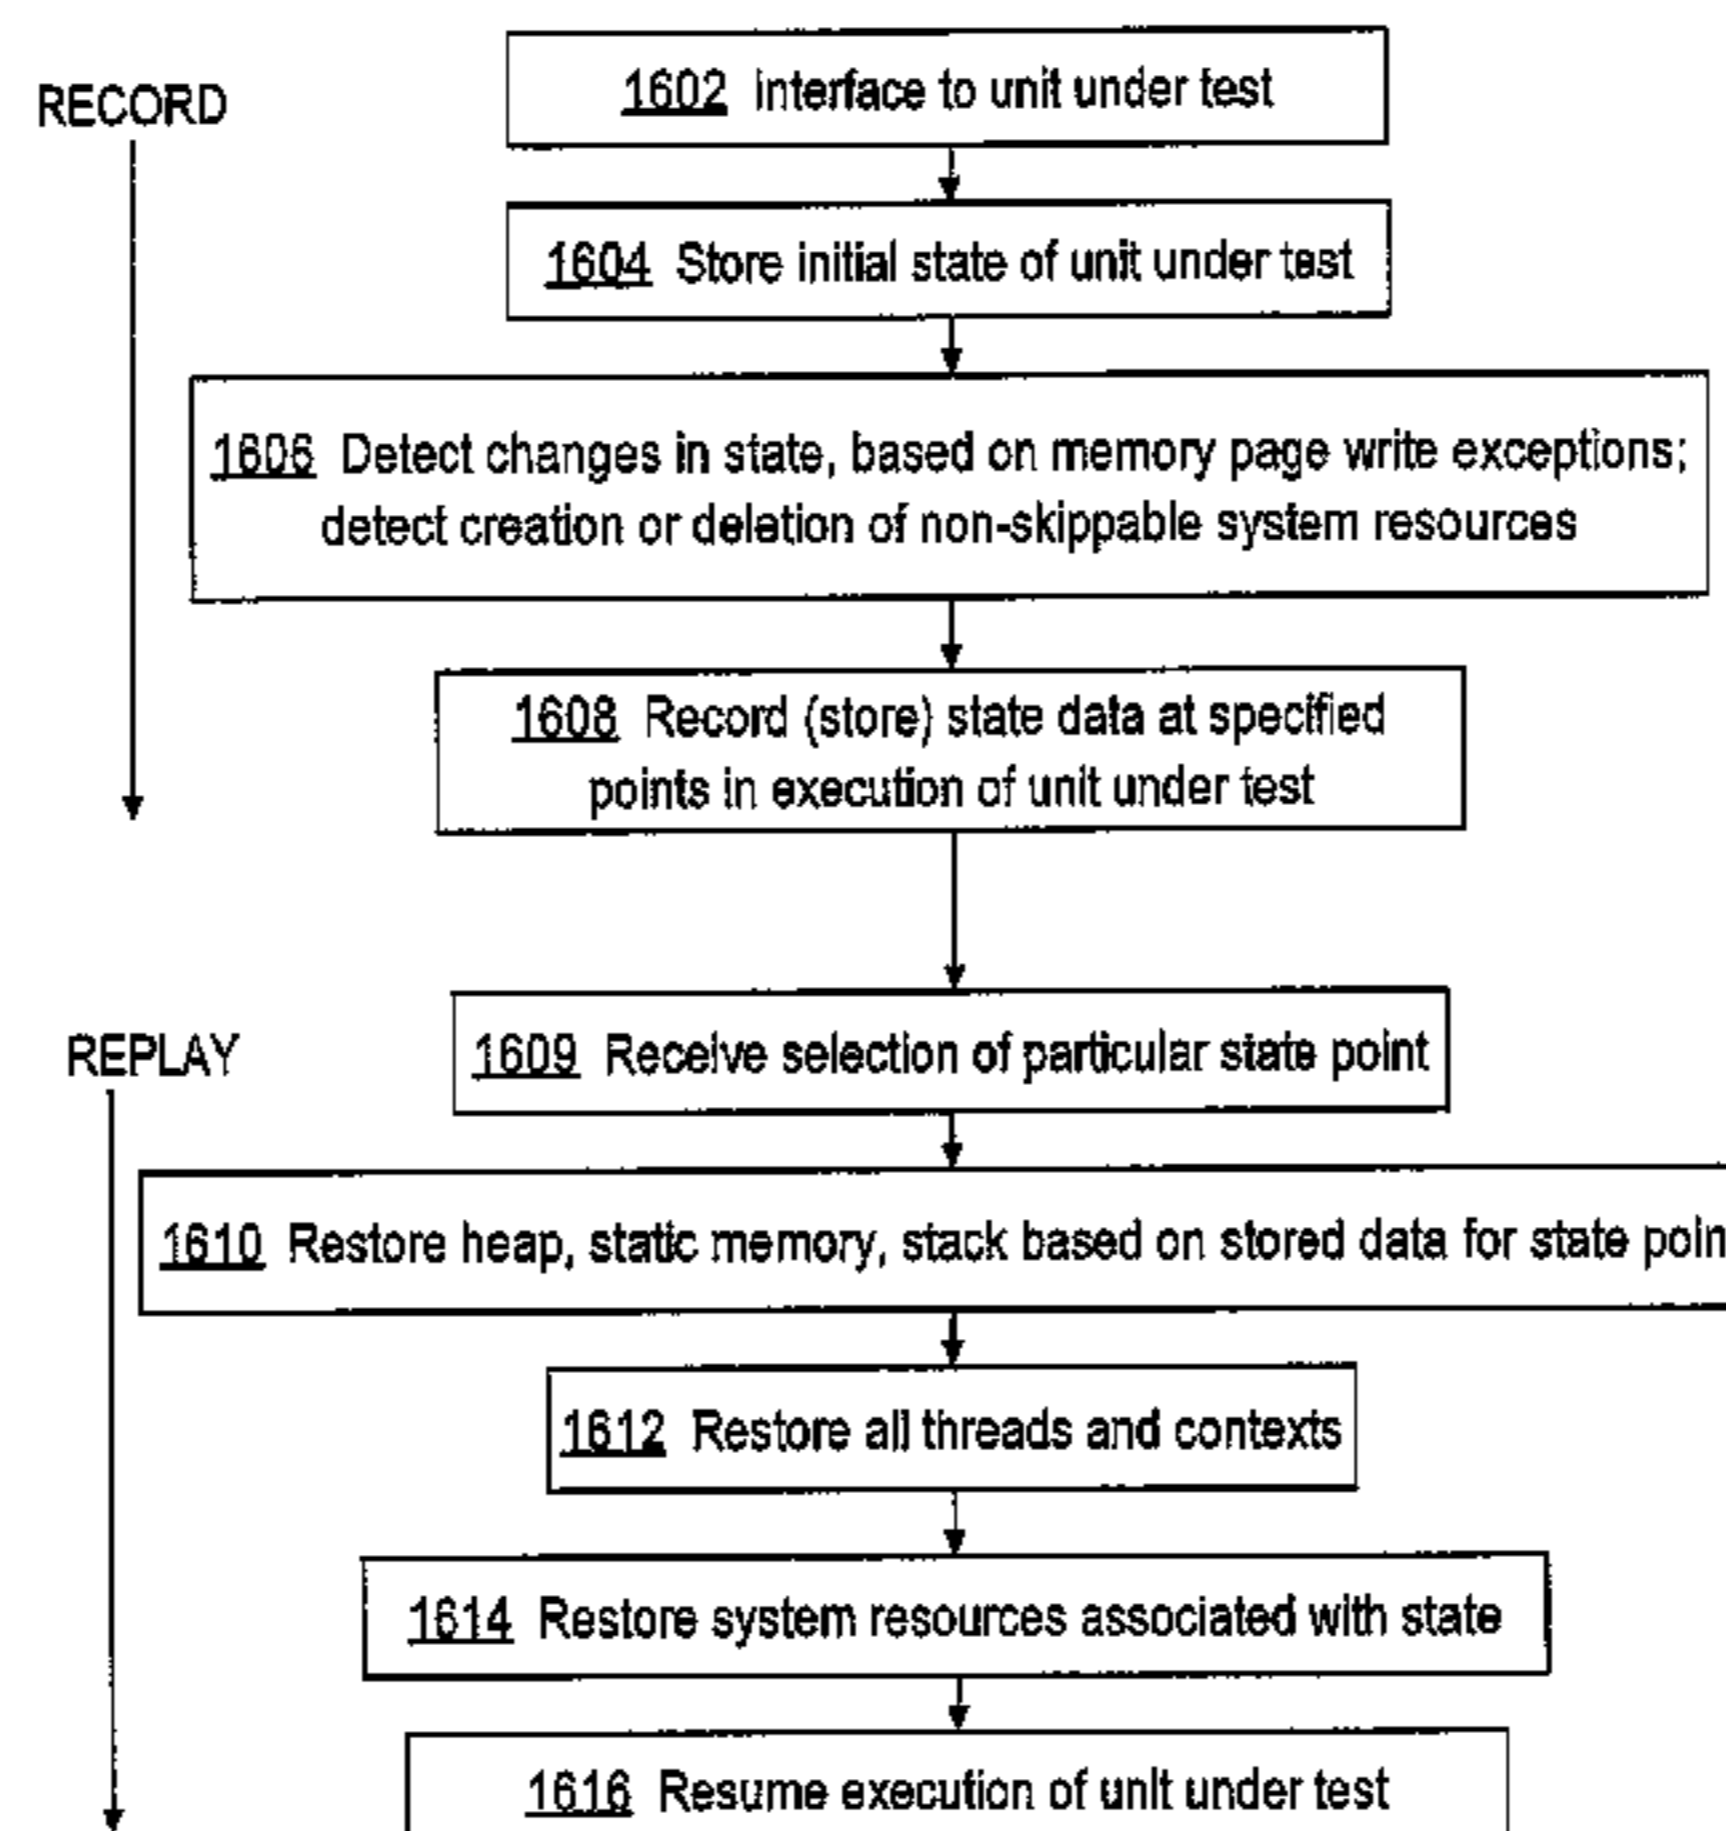 RECORD
1602 Interface to unit under test
1604 Store initial state of unit under test
1606 Detect changes in state, based on memory page write exceptions;
detect creation or deletion of non-skippable system resources
1608 Record (store) state data at specified
points in execution of unit under test
REPLAY
1609 Receive selection of particular state point
1610 Restore heap, static memory, stack based on stored data for state poin
1612 Restore all threads and contexts
1614 Restore system resources associated with state
1616 Resume execution of unit under test